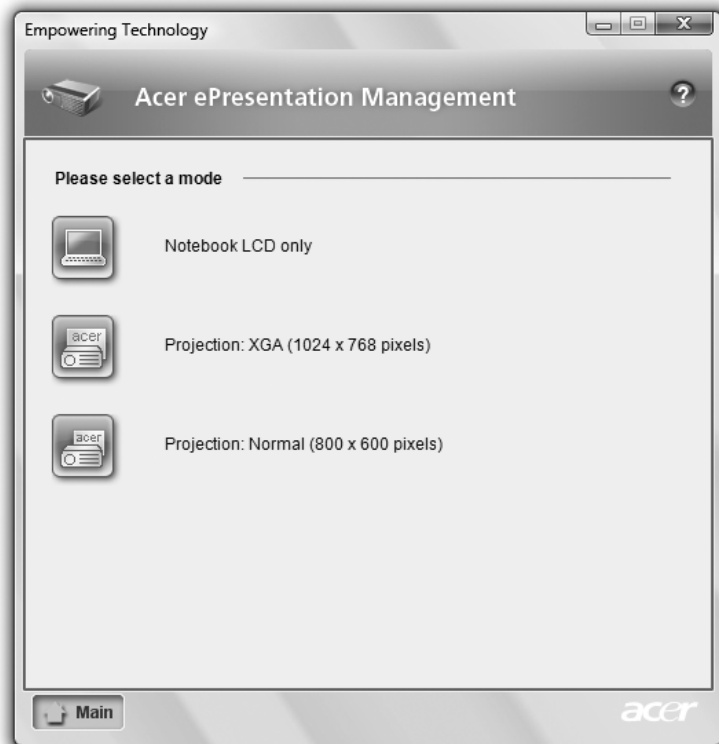 Empowering Technology
Acer ePresentation Management
?
Please select a mode
Notebook LCD only
acer
Projection: XGA (1024 x 768 pixels)
acer
Projection: Normal (800 x 600 pixels)
Main
acer